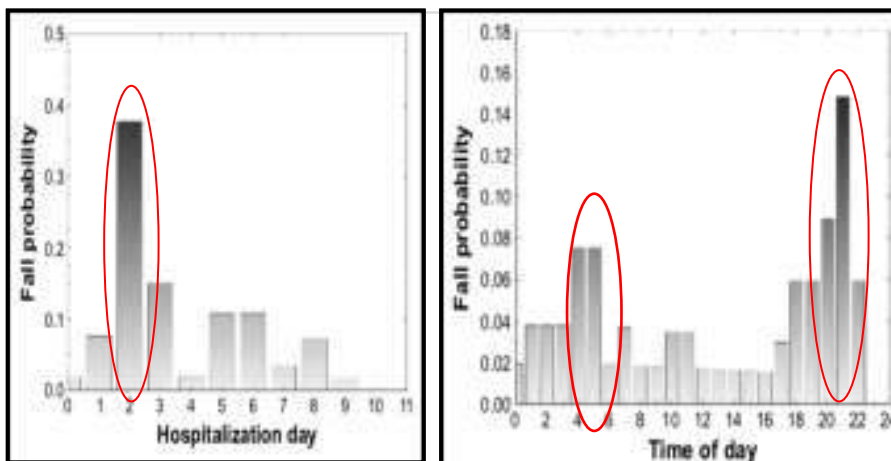 Fall probability
0.5
0.4
0.3
0.2
0.1
0.0
0 1 2 3 4 5 6 7 8 9 10 11
Hospitalization day
Fall probability
0.18
0.16
0.14
0.12
0.10
0.08
0.06
0.04
0.02
0.00
0 2 4 6 8 10 12 14 16 18 20 22 24
Time of day